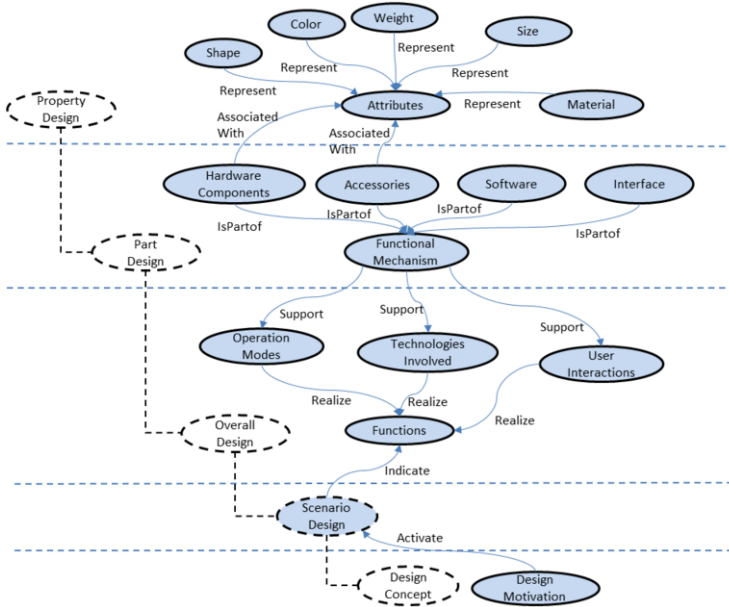 Weight
Color
Size
Shape
Represent
Represent
Represent
Represent
Represent
Property
Design
Attributes
Material
Associated
With
Associated
With
Hardware
Components
Accessories
Software
Interface
IsPartof
IsPartof
IsPartof
IsPartof
Part
Design
Functional
Mechanism
Support
Support
Support
Operation
Modes
Technologies
Involved
User
Interactions
Realize
Realize
Realize
Overall
Design
Functions
Indicate
Scenario
Design
Activate
Design
Concept
Design
Motivation